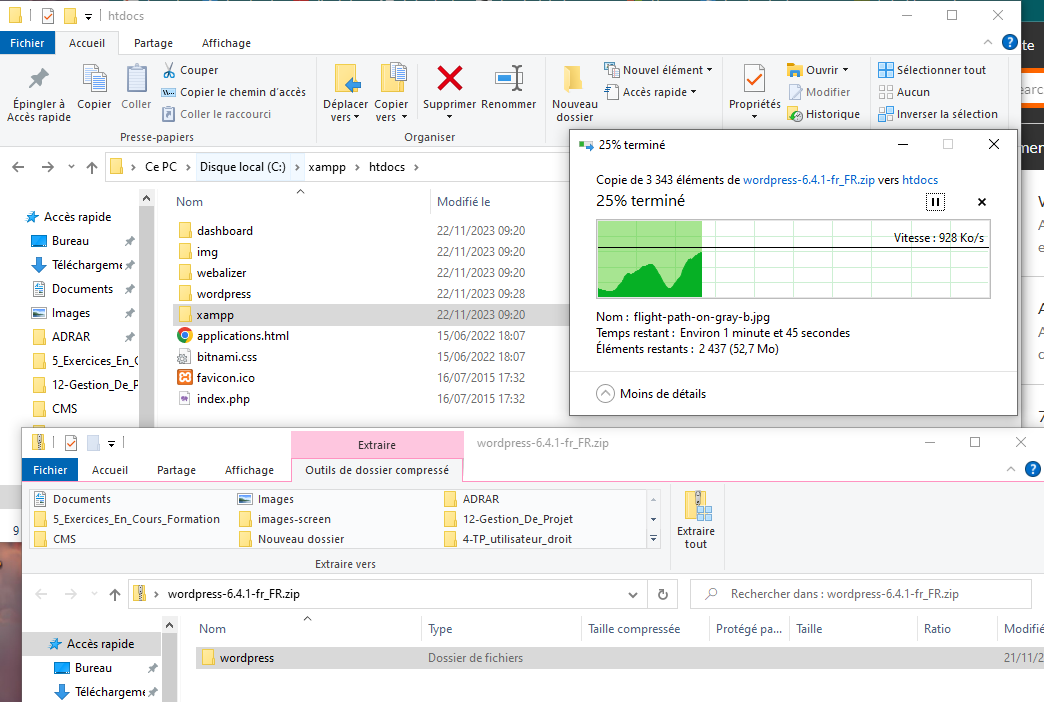 htdocs
Fichier Accueil Partage Affichage
Épingler à Accès rapide
Copier
Coller
Couper
Copier le chemin d'accès
Coller le raccourci
Presse-papiers
Déplacer vers
Copier vers
Supprimer
Renommer
Organiser
Nouveau dossier
Nouvel élément
Accès rapide
Propriétés
Ouvrir
Modifier
Historique
Sélectionner tout
Aucun
Inverser la sélection
Ce PC > Disque local (C:) > xampp > htdocs >
Accès rapide
Bureau
Téléchargeme
Documents
Images
ADRAR
5_Exercices_En_C
12-Gestion_De_P
CMS
Nom Modifié le
dashboard 22/11/2023 09:20
img 22/11/2023 09:20
webalizer 22/11/2023 09:20
wordpress 22/11/2023 09:28
xampp 22/11/2023 09:20
applications.html 15/06/2022 18:07
bitnami.css 15/06/2022 18:07
favicon.ico 16/07/2015 17:32
index.php 16/07/2015 17:32
25% terminé
Copie de 3 343 éléments de wordpress-6.4.1-fr_FR.zip vers htdocs
25% terminé
Vitesse : 928 Ko/s
Nom : flight-path-on-gray-b.jpg
Temps restant : Environ 1 minute et 45 secondes
Éléments restants : 2 437 (52,7 Mo)
Moins de détails
te
earc
mer
9
Extraire
wordpress-6.4.1-fr_FR.zip
Fichier Accueil Partage Affichage Outils de dossier compressé
Documents Images ADRAR
5_Exercices_En_Cours_Formation images-screen 12-Gestion_De_Projet
CMS Nouveau dossier 4-TP_utilisateur_droit
Extraire vers
Extraire tout
wordpress-6.4.1-fr_FR.zip
Rechercher dans : wordpress-6.4.1-fr_FR.zip
Accès rapide
Bureau
Téléchargeme
Nom Type Taille compressée Protégé pa... Taille Ratio Modifié
wordpress Dossier de fichiers 21/11/2